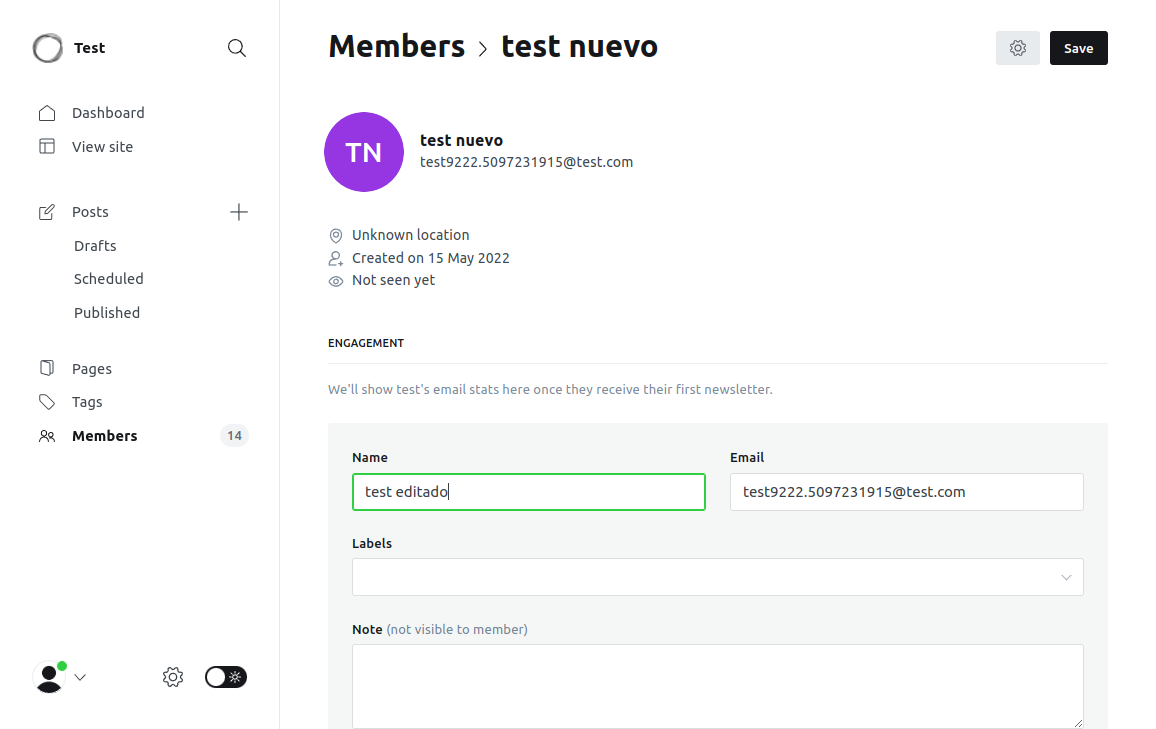 Test
Dashboard
View site
Posts
Drafts
Scheduled
Published
Pages
Tags
Members 14
Members > test nuevo
Save
TN
test nuevo
test9222.5097231915@test.com
Unknown location
Created on 15 May 2022
Not seen yet
ENGAGEMENT
We'll show test's email stats here once they receive their first newsletter.
Name
test editado
Email
test9222.5097231915@test.com
Labels
Note (not visible to member)